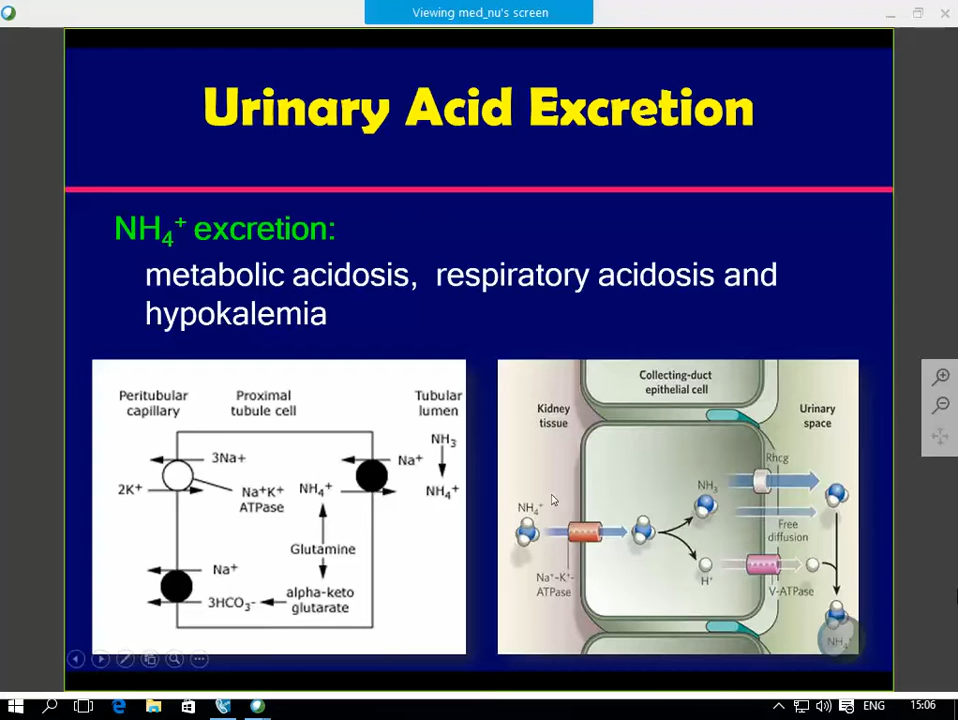 Viewing med_nu's screen
Urinary Acid Excretion
NH4+ excretion:
metabolic acidosis,  respiratory acidosis and
hypokalemia
Peritubular
capillary
Proximal
tubule cell
Tubular
lumen
NH3
3Na+
Na+
2K+
Na+K+
ATPase
NH4+
NH4+
Glutamine
Na+
alpha-keto
glutarate
3HCO3-
Collecting-duct
epithelial cell
Kidney
tissue
Urinary
space
Rhcg
NH3
NH4+
Free
diffusion
Na+-K+-
ATPase
H+
V-ATPase
NH4+
ENG
15:06